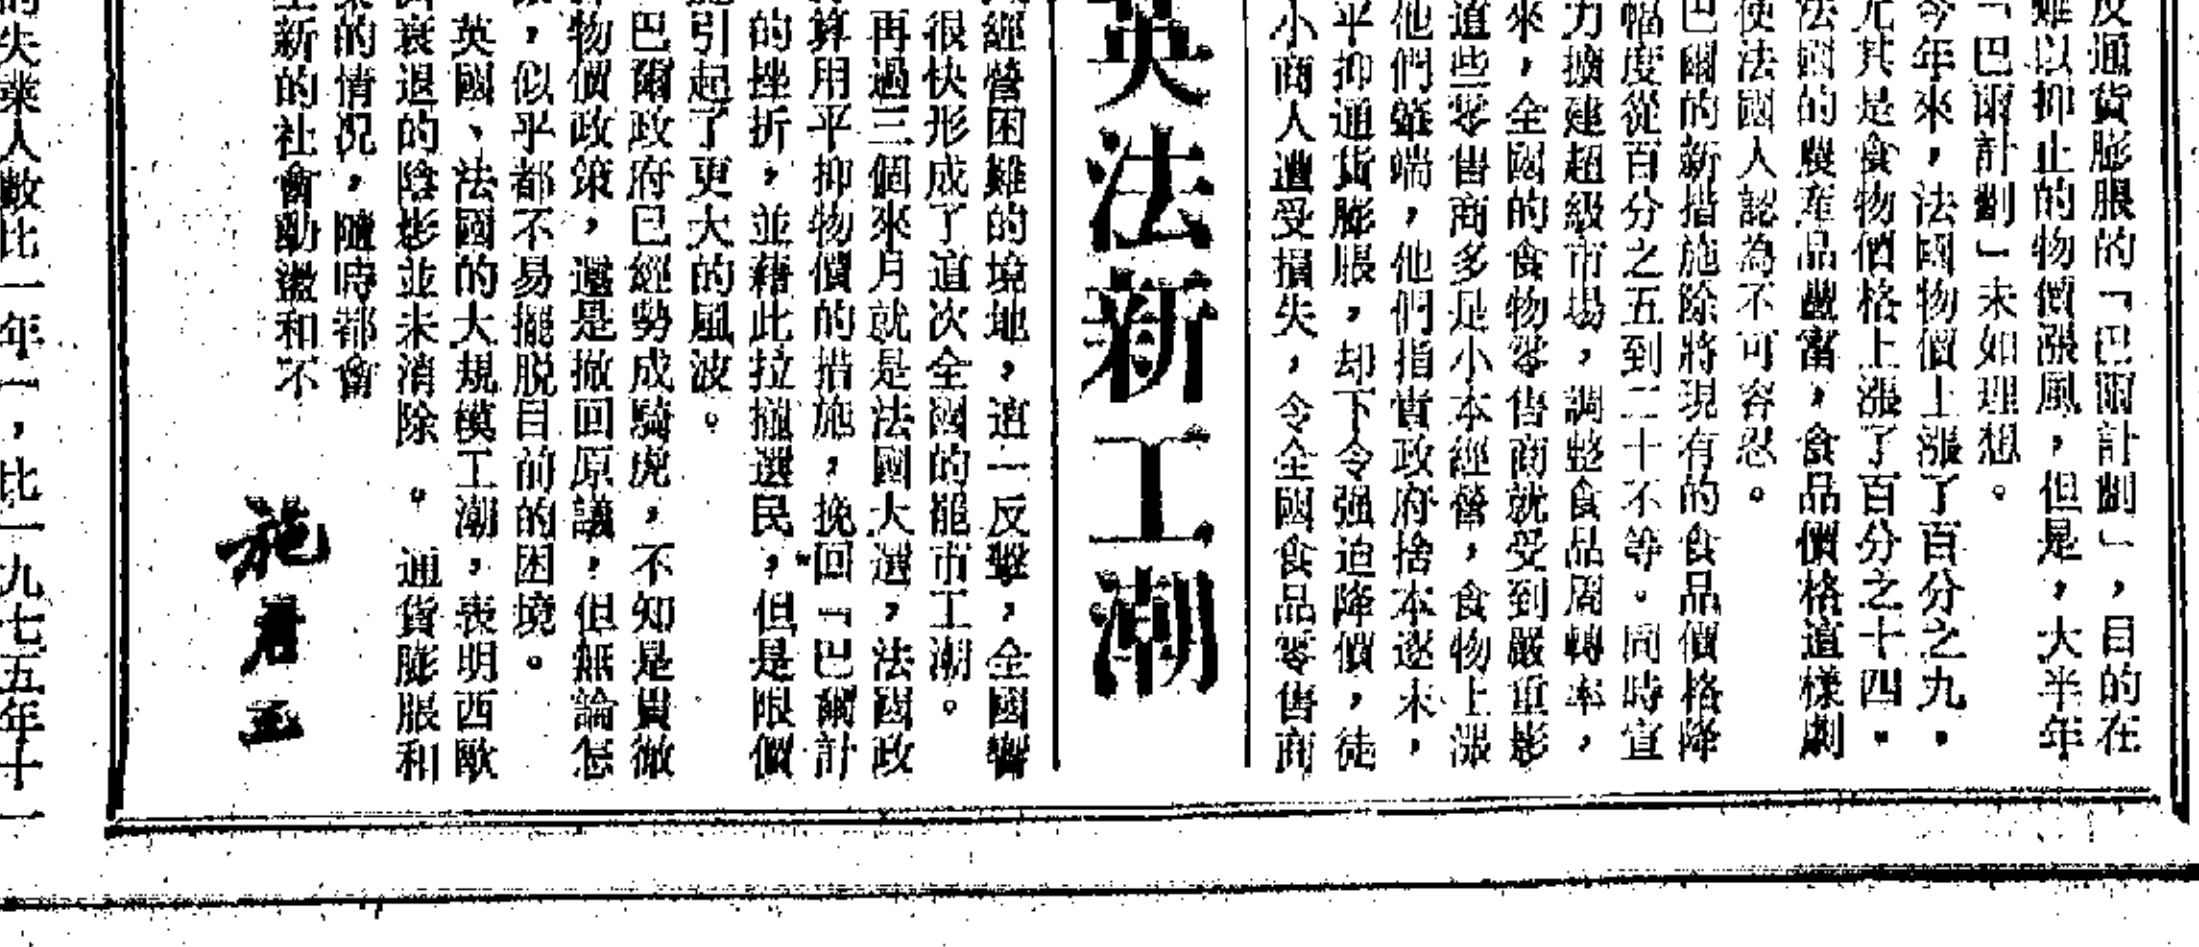 反通貨膨脹的「巴爾計劃」，目的在
難以抑止的物價漲風，但是，大半年
「巴爾計劃」未如理想。
今年來，法國物價上漲了百分之九，
尤其是食物價格上漲了百分之十四。
法國的農產品豐富，食品價格這樣劇
使法國人認為不可容忍。
巴爾的新措施除將現有的食品價格降
幅度從百分之五到二十不等。同時宣
力擴建超級市場，調整食品周轉率，
來，全國的食物零售商就受到嚴重影
這些零售商多是小本經營，食物上漲
他們端，他們指責政府捨本逐末，
平抑通貨膨脹，却下令强迫降價，徒
小商人遭受損失，令全國食品零售商
英法新工潮
經營困難的境地，這一反擊，全國響
很快形成了這次全國的罷市工潮。
再過三個來月就是法國大選，法國政
算用平抑物價的措施，挽回「巴爾計
的挫折，並藉此拉攏選民，但是限價
引起了更大的風波。
巴爾政府已經勢成騎虎，不知是貫徹
物價政策，還是撤回原議，但無論怎
，似乎都不易擺脫目前的困境。
英國、法國的大規模工潮，表明西歐
衰退的陰影並未消除。通貨膨脹和
的情況，隨時都會
新的社會動盪和不
施君玉
失業人數比一年一，比一九七五年十一